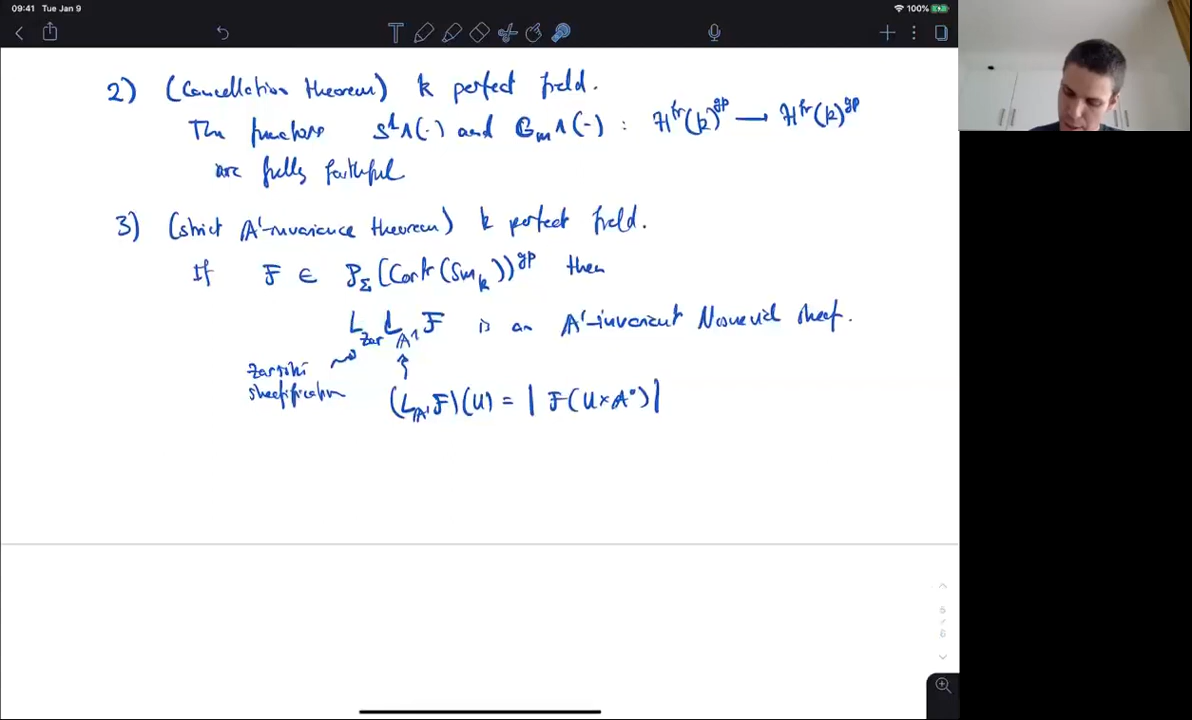 09:41 Tue Jan 9
100%
2) (Cancellation theorem) k perfect field.
The functors S¹∧(-) and 𝔾ₘ∧(-) : H^fr(k)^gp → H^fr(k)^gp
are fully faithful
3) (strict A¹-invariance theorem) k perfect field.
If F ∈ P_Σ(Corr(Sm_k))^gp then
L_zar L_A¹ F is an A¹-invariant Nisnevich sheaf.
Zariski
sheafification
(L_A¹ F)(U) = | F(U×A^•) |